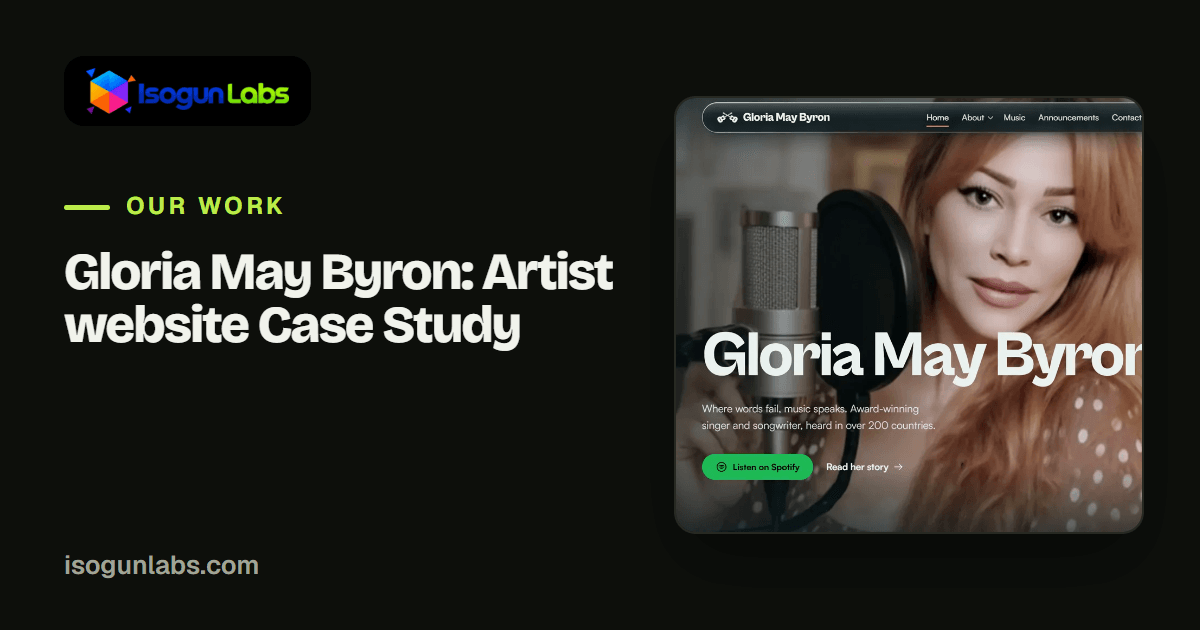 Isogun Labs
OUR WORK
Gloria May Byron: Artist
website Case Study
isogunlabs.com
Gloria May Byron
Home About Music Announcements Contact
Gloria May Byron
Where words fail, music speaks. Award-winning
singer and songwriter, heard in over 200 countries.
Listen on Spotify Read her story →